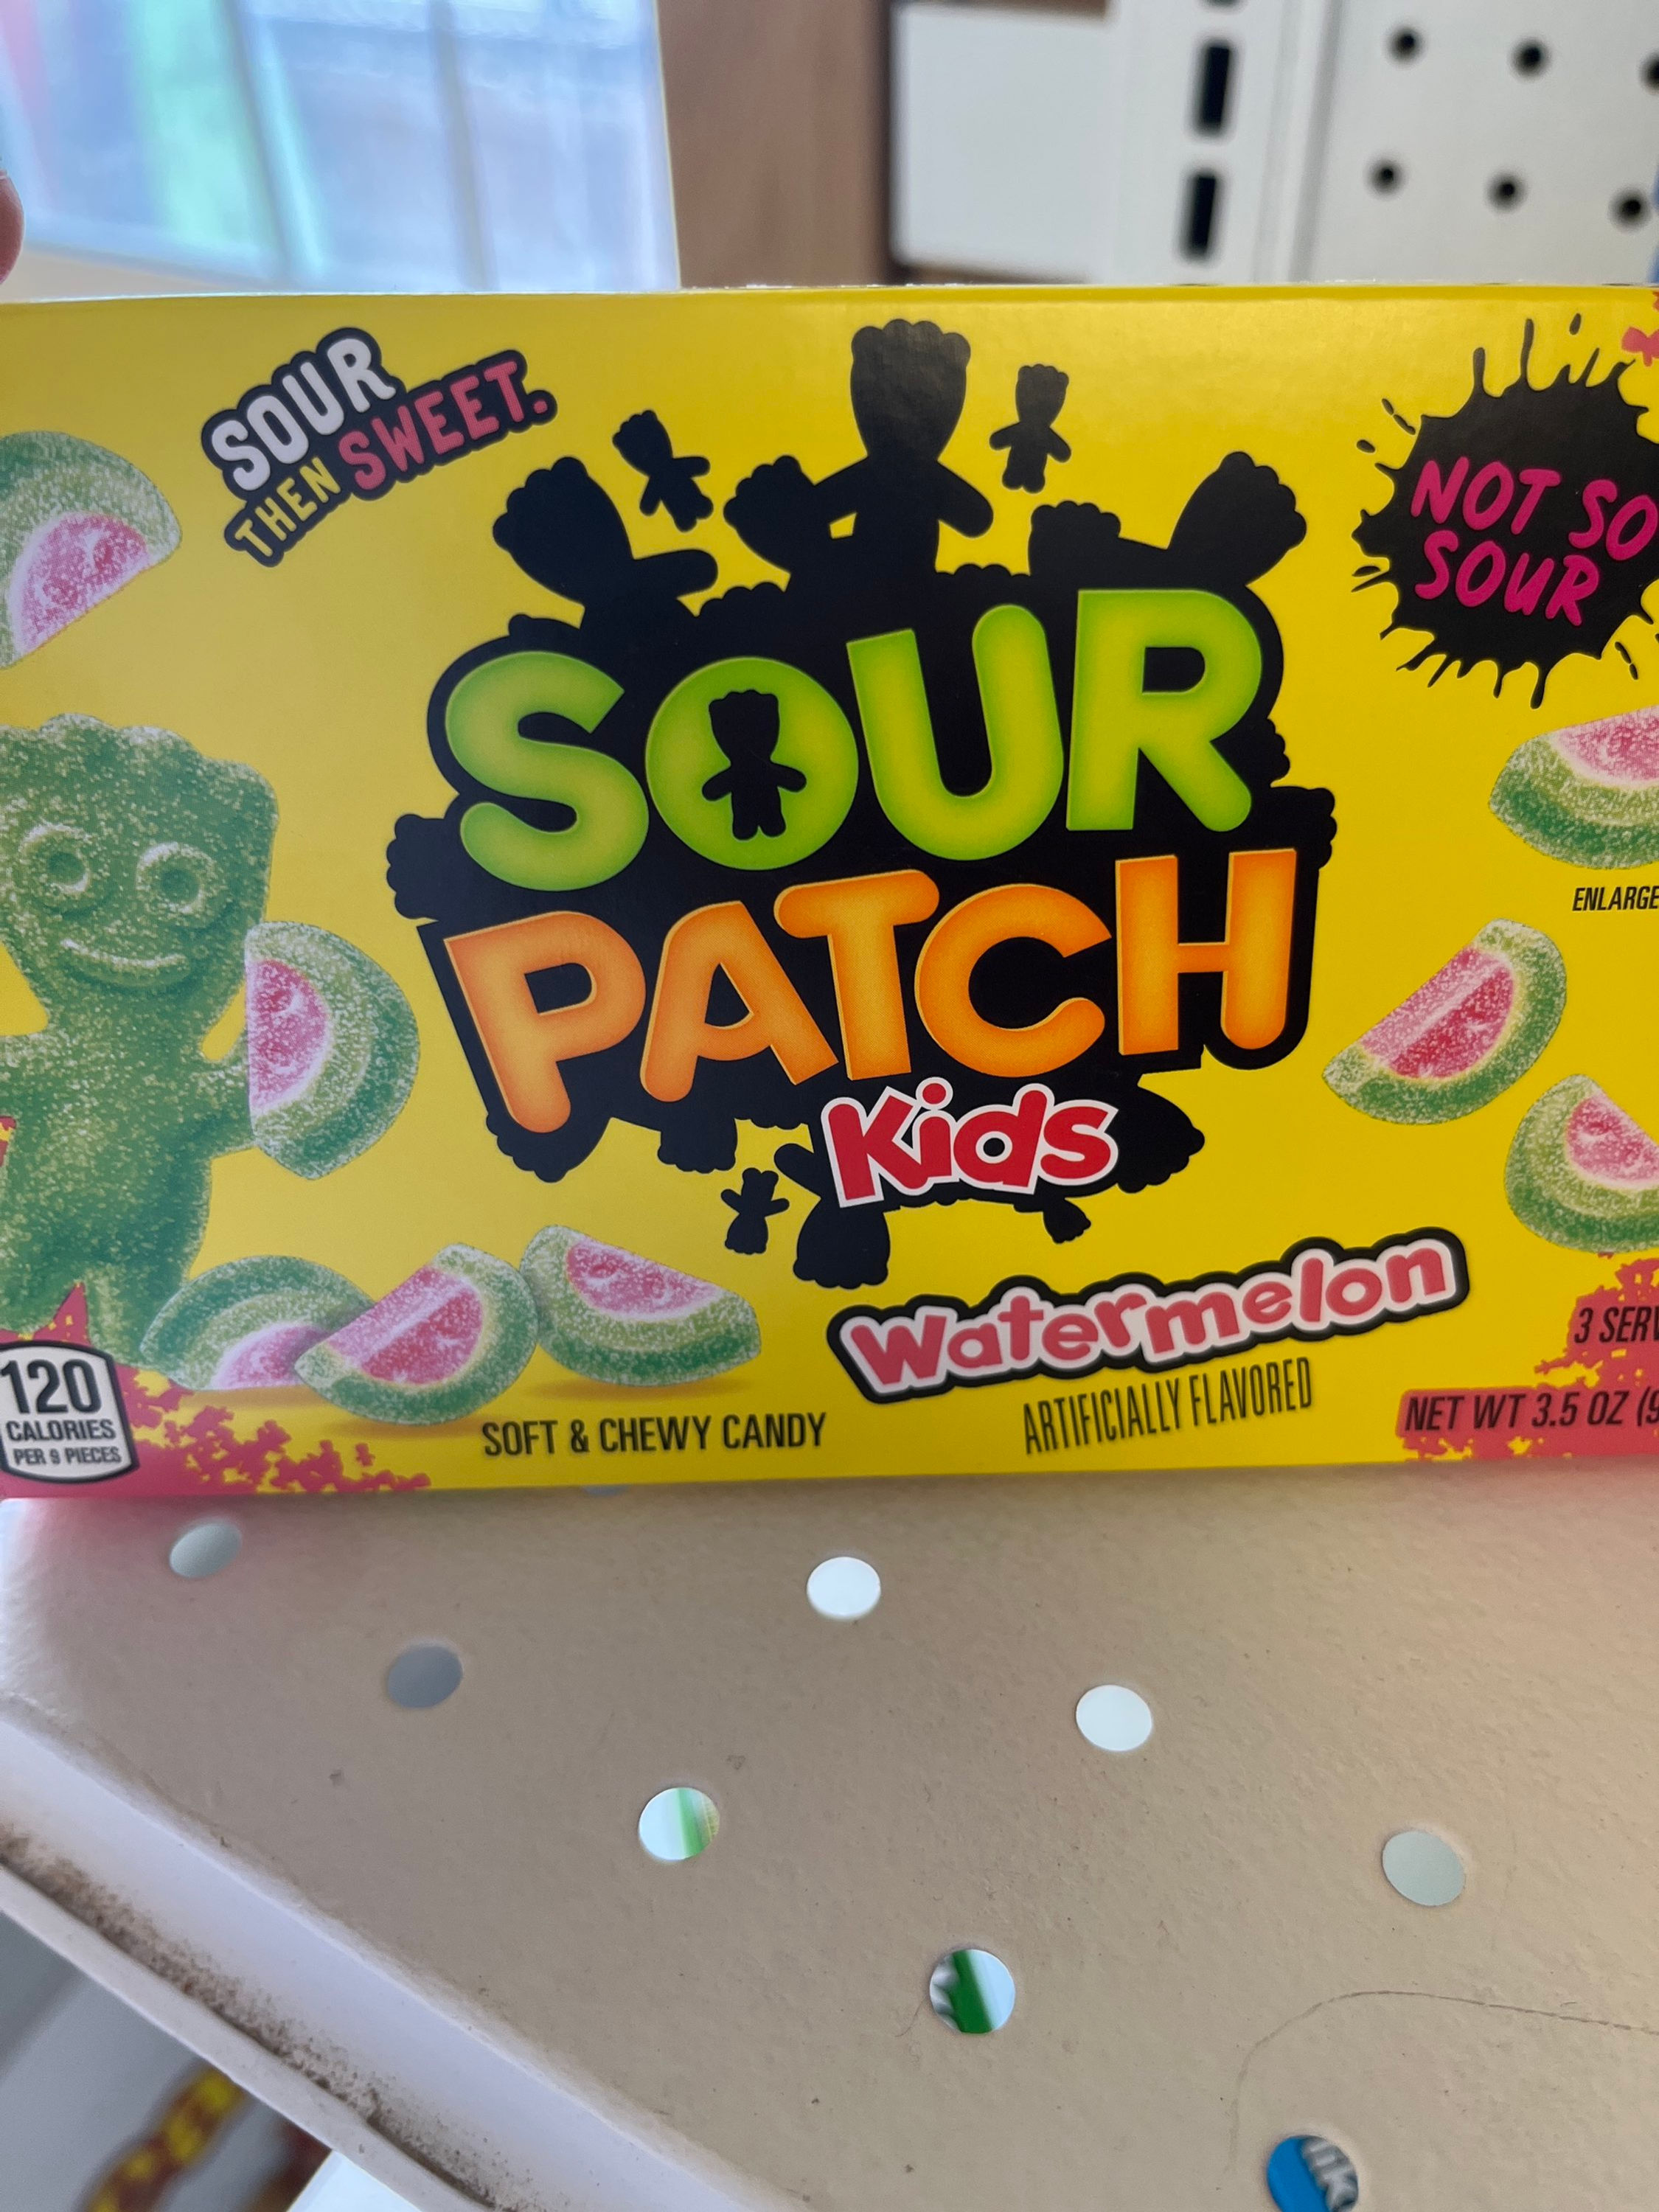 SOUR
THEN SWEET.
NOT SO
SOUR
SOUR
PATCH
Kids
ENLARGE
Watermelon
ARTIFICIALLY FLAVORED
SOFT & CHEWY CANDY
120
CALORIES
PER 9 PIECES
3 SERV
NET WT 3.5 OZ (9